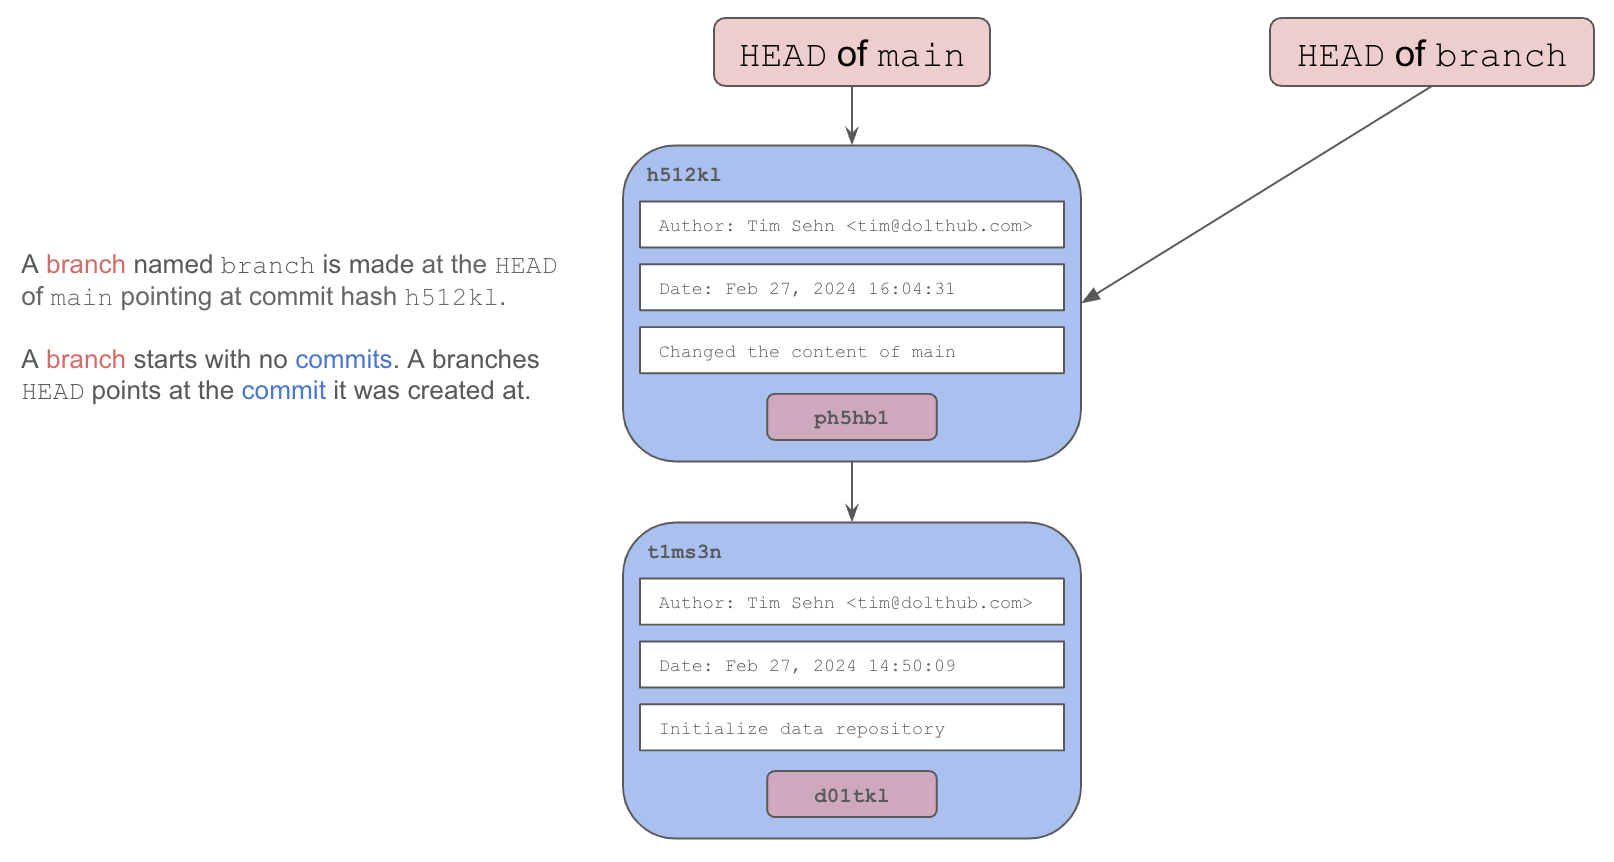 HEAD of main
HEAD of branch
h512kl
Author: Tim Sehn <tim@dolthub.com>
Date: Feb 27, 2024 16:04:31
Changed the content of main
ph5hb1
A branch named branch is made at the HEAD
of main pointing at commit hash h512kl.
A branch starts with no commits. A branches
HEAD points at the commit it was created at.
t1ms3n
Author: Tim Sehn <tim@dolthub.com>
Date: Feb 27, 2024 14:50:09
Initialize data repository
d01tkl